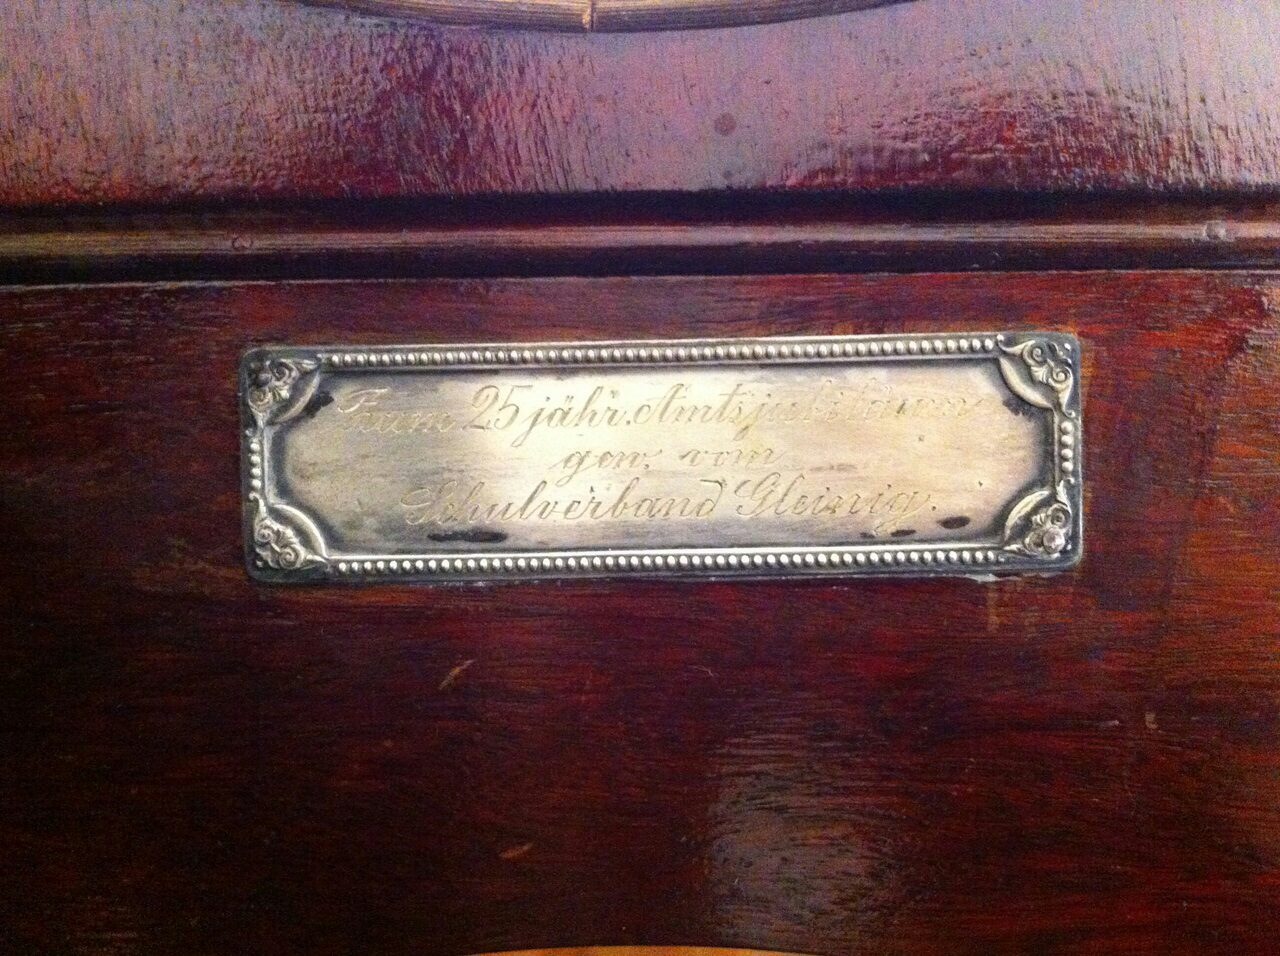 Zum 25jähr. Amtsjubiläum
gew. vom
Schulverband Gleinig.